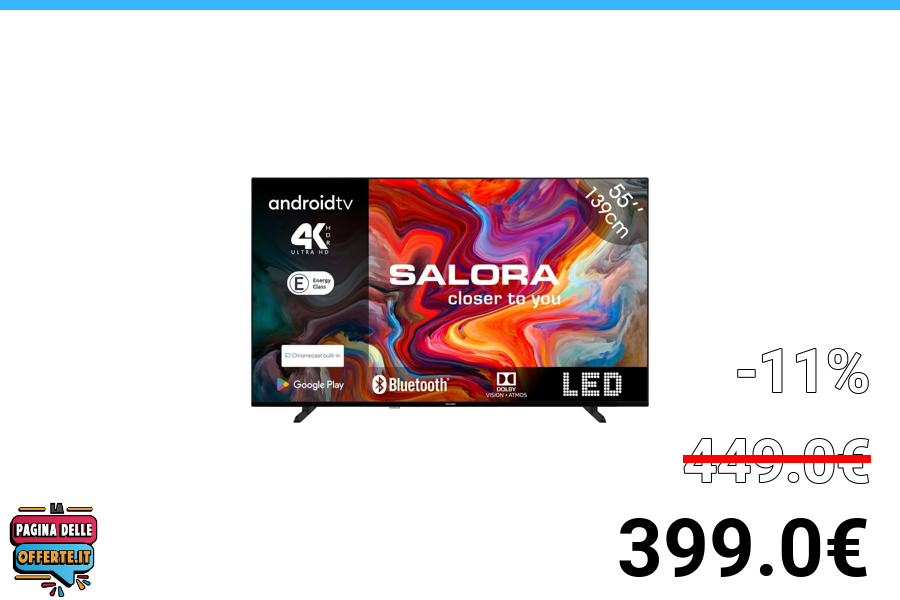 androidtv
4K HDR
ULTRA HD
E Energy Class
Chromecast built-in
Google Play
55''
139cm
SALORA
closer to you
Bluetooth
DOLBY
VISION • ATMOS
LED
-11%
449.0€
399.0€
LA
PAGINA DELLE
OFFERTE.IT